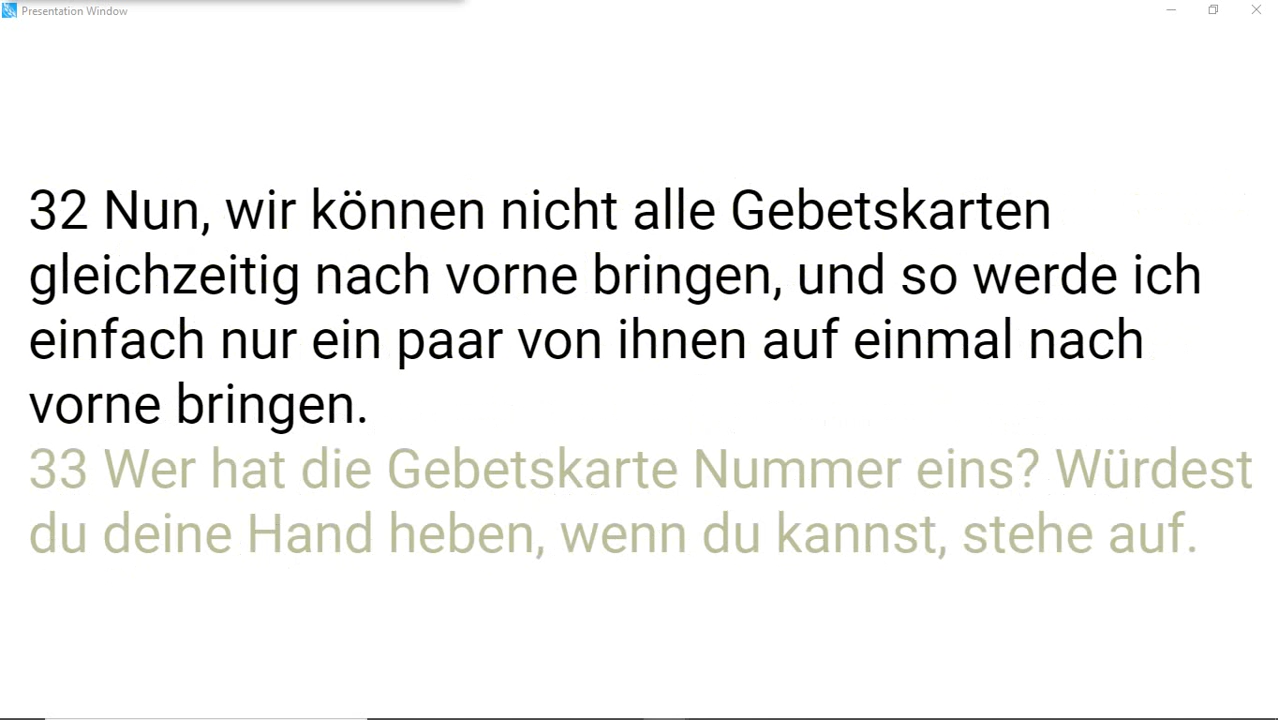 Presentation Window
32 Nun, wir können nicht alle Gebetskarten
gleichzeitig nach vorne bringen, und so werde ich
einfach nur ein paar von ihnen auf einmal nach
vorne bringen.
33 Wer hat die Gebetskarte Nummer eins? Würdest
du deine Hand heben, wenn du kannst, stehe auf.